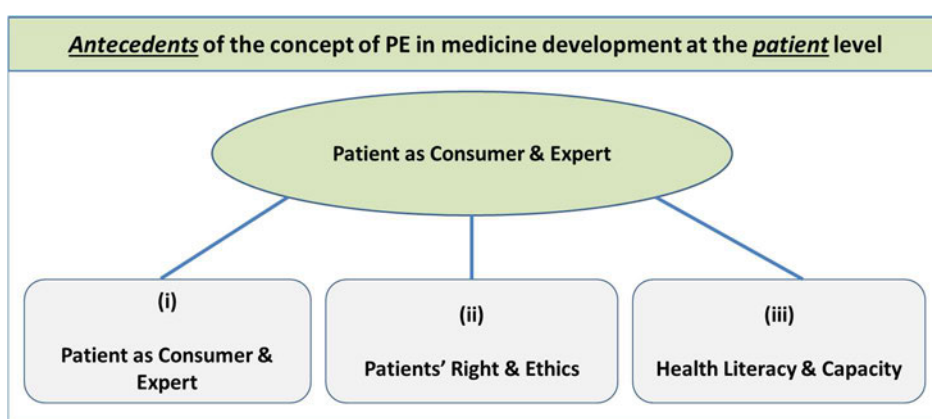 Antecedents of the concept of PE in medicine development at the patient level
Patient as Consumer & Expert
(i)
Patient as Consumer &
Expert
(ii)
Patients’ Right & Ethics
(iii)
Health Literacy & Capacity